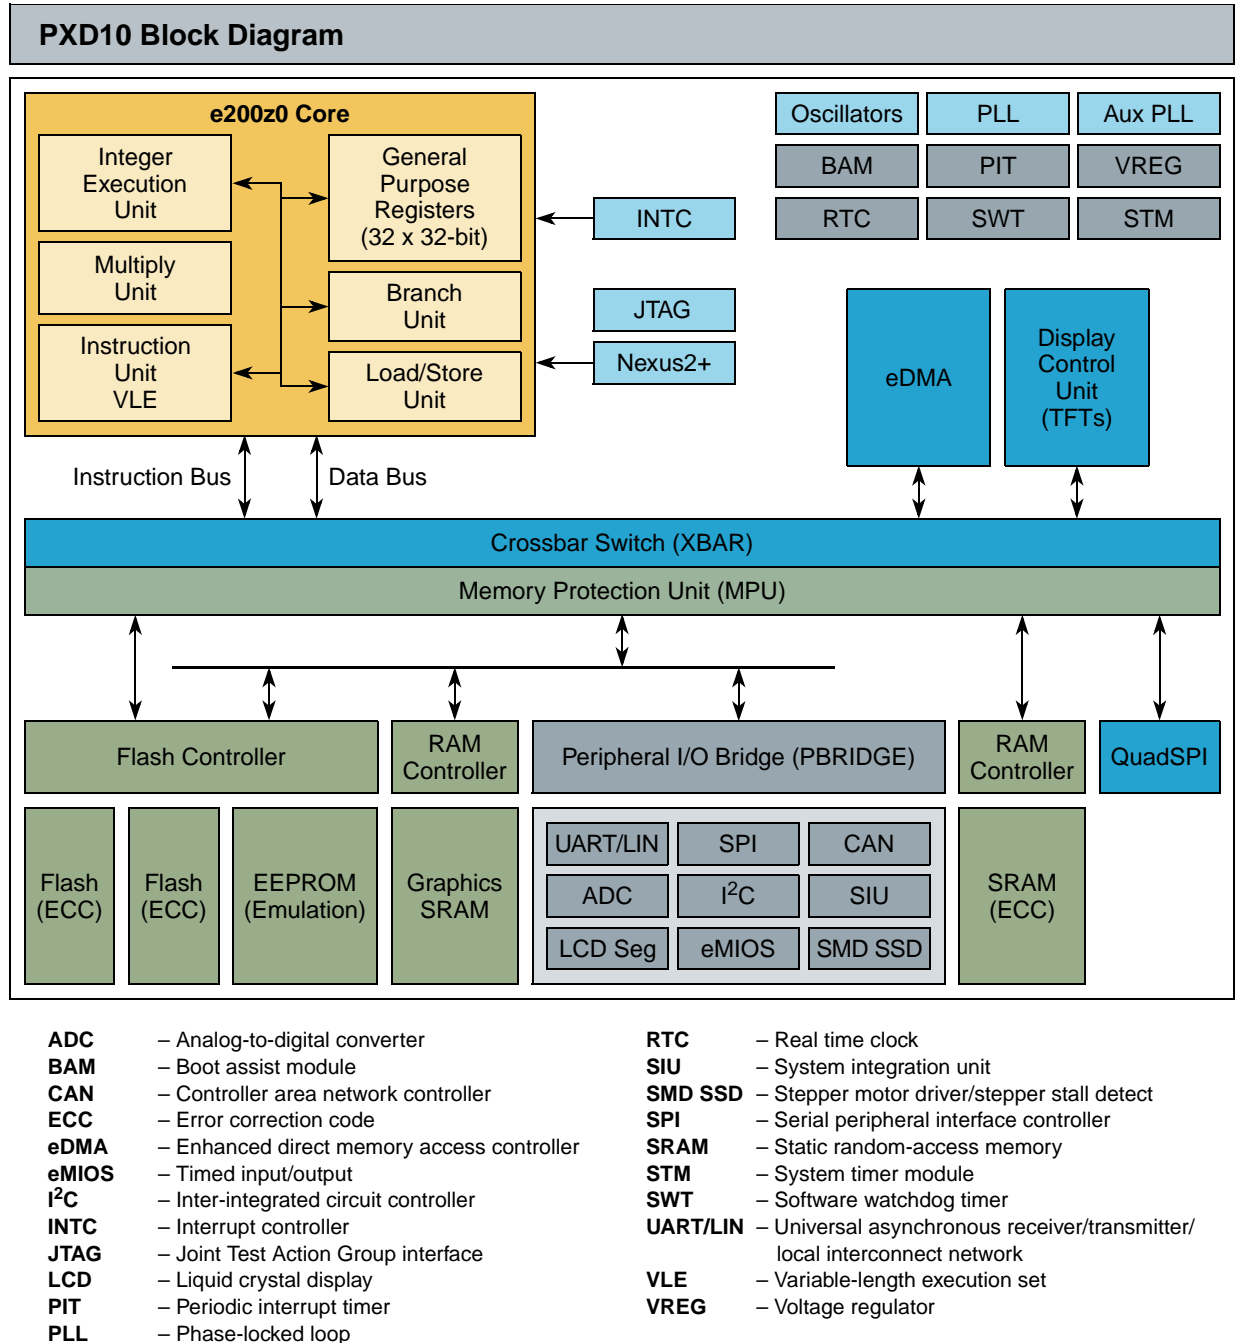 PXD10 Block Diagram
e200z0 Core
Integer
Execution
Unit
General
Purpose
Registers
(32 x 32-bit)
Multiply
Unit
Branch
Unit
Instruction
Unit
VLE
Load/Store
Unit
INTC
JTAG
Nexus2+
Oscillators
PLL
Aux PLL
BAM
PIT
VREG
RTC
SWT
STM
eDMA
Display
Control
Unit
(TFTs)
Instruction Bus
Data Bus
Crossbar Switch (XBAR)
Memory Protection Unit (MPU)
Flash Controller
RAM
Controller
Peripheral I/O Bridge (PBRIDGE)
RAM
Controller
QuadSPI
Flash
(ECC)
Flash
(ECC)
EEPROM
(Emulation)
Graphics
SRAM
UART/LIN
SPI
CAN
ADC
I²C
SIU
LCD Seg
eMIOS
SMD SSD
SRAM
(ECC)
ADC – Analog-to-digital converter
BAM – Boot assist module
CAN – Controller area network controller
ECC – Error correction code
eDMA – Enhanced direct memory access controller
eMIOS – Timed input/output
I²C – Inter-integrated circuit controller
INTC – Interrupt controller
JTAG – Joint Test Action Group interface
LCD – Liquid crystal display
PIT – Periodic interrupt timer
PLL – Phase-locked loop
RTC – Real time clock
SIU – System integration unit
SMD SSD – Stepper motor driver/stepper stall detect
SPI – Serial peripheral interface controller
SRAM – Static random-access memory
STM – System timer module
SWT – Software watchdog timer
UART/LIN – Universal asynchronous receiver/transmitter/
local interconnect network
VLE – Variable-length execution set
VREG – Voltage regulator